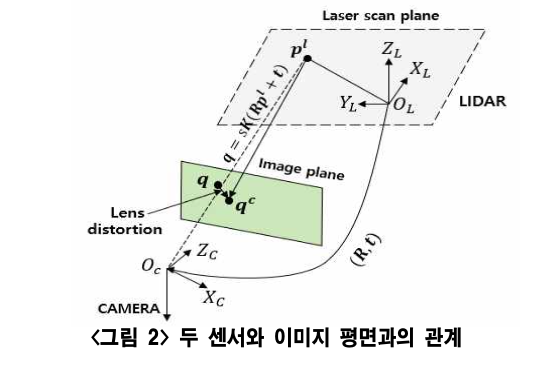 Laser scan plane
p^l
Z_L
X_L
Y_L
O_L
LIDAR
q = sK(Rp^l + t)
Image plane
q
q^c
Lens
distortion
(R,t)
O_c
Z_C
X_C
CAMERA
<그림 2> 두 센서와 이미지 평면과의 관계